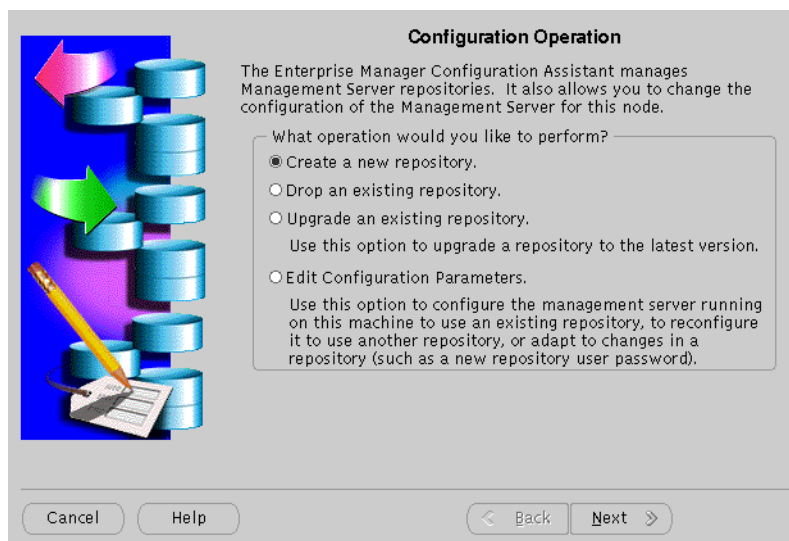 Configuration Operation
The Enterprise Manager Configuration Assistant manages
Management Server repositories. It also allows you to change the
configuration of the Management Server for this node.
What operation would you like to perform?
Create a new repository.
Drop an existing repository.
Upgrade an existing repository.
Use this option to upgrade a repository to the latest version.
Edit Configuration Parameters.
Use this option to configure the management server running
on this machine to use an existing repository, to reconfigure
it to use another repository, or adapt to changes in a
repository (such as a new repository user password).
Cancel Help Back Next